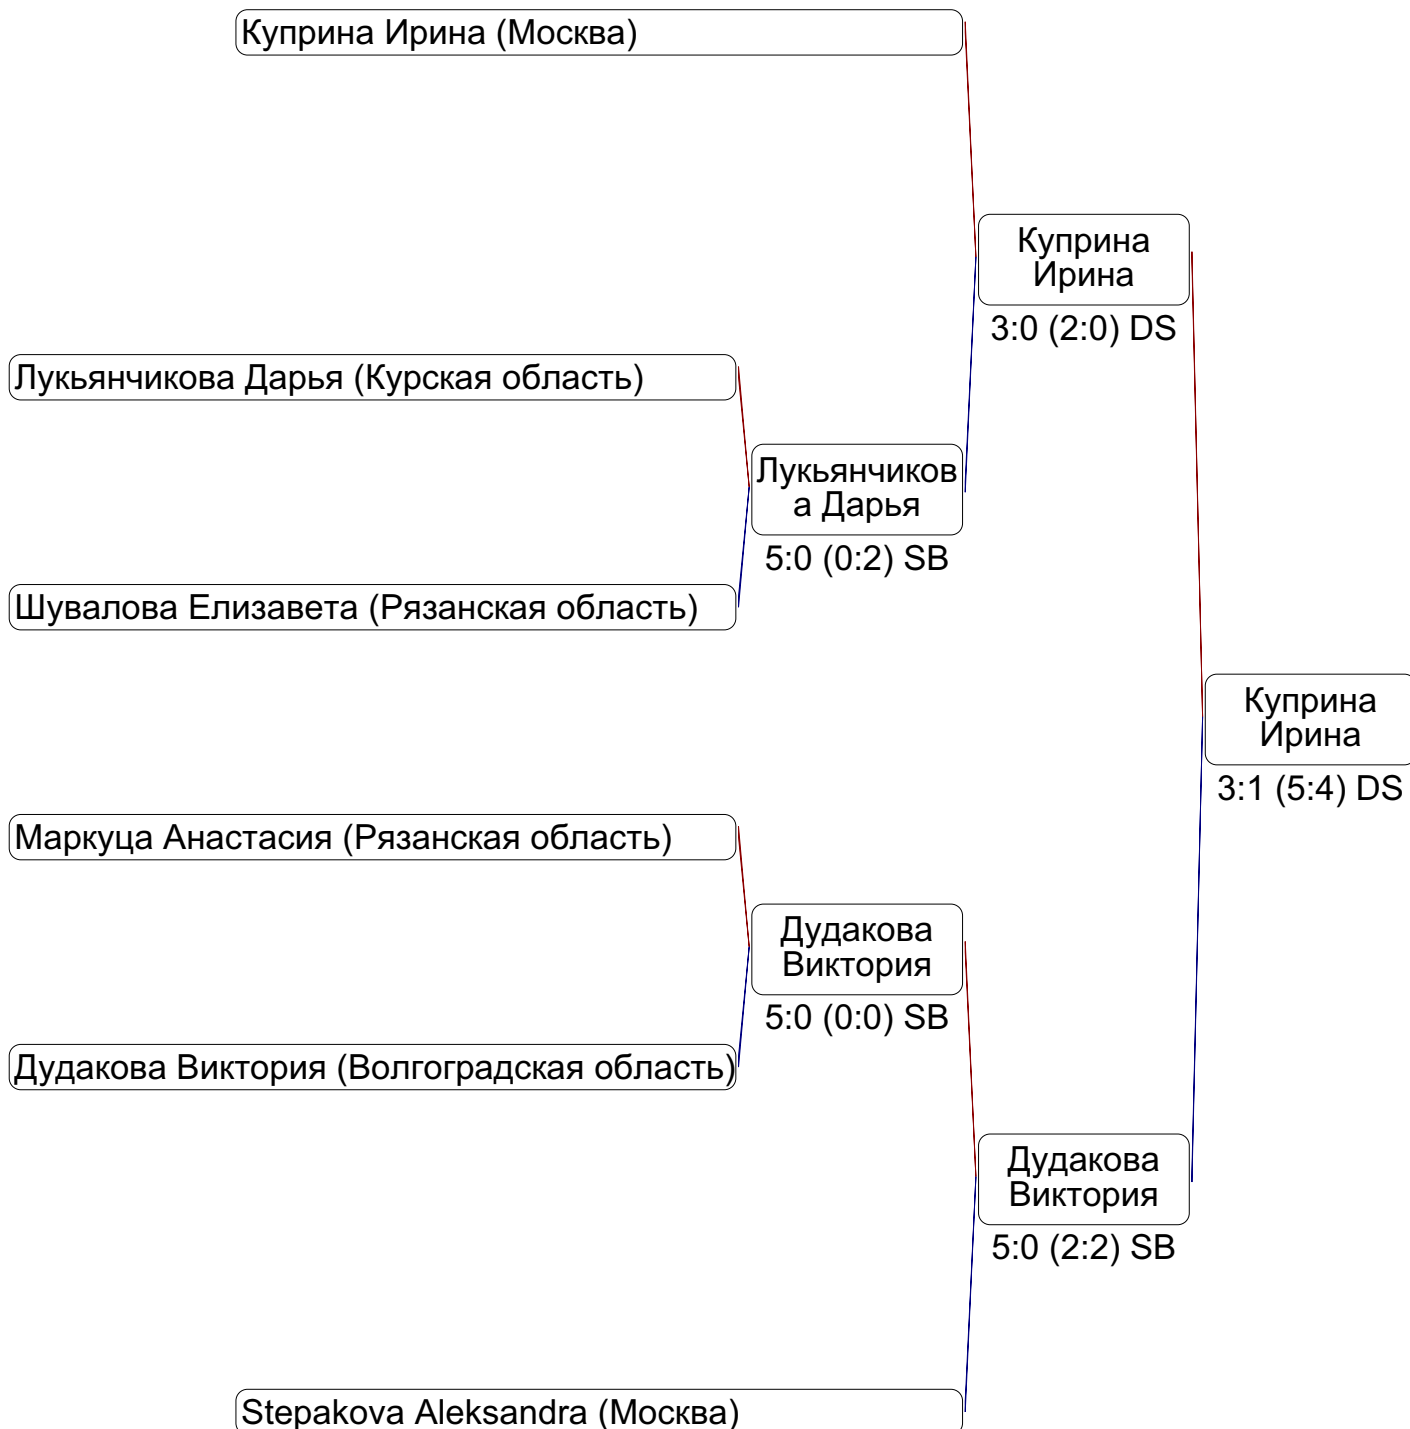 Куприна Ирина (Москва)
Куприна
Ирина
3:0 (2:0) DS
Лукьянчикова Дарья (Курская область)
Лукьянчиков
а Дарья
5:0 (0:2) SB
Шувалова Елизавета (Рязанская область)
Куприна
Ирина
3:1 (5:4) DS
Маркуца Анастасия (Рязанская область)
Дудакова
Виктория
5:0 (0:0) SB
Дудакова Виктория (Волгоградская область)
Дудакова
Виктория
5:0 (2:2) SB
Stepakova Aleksandra (Москва)